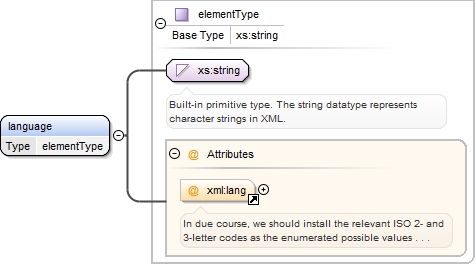 elementType
Base Type xs:string
xs:string
Built-in primitive type. The string datatype represents
character strings in XML.
language
Type elementType
@ Attributes
@ xml:lang
In due course, we should install the relevant ISO 2- and
3-letter codes as the enumerated possible values . . .